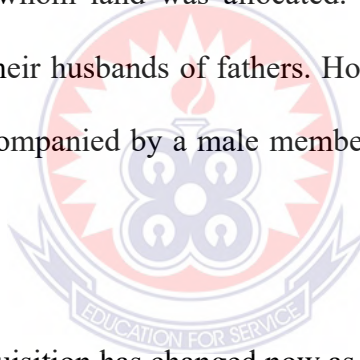 whom land was allocated.
heir husbands of fathers. Ho
ompanied by a male membe
EDUCATION FOR SERVICE
uisition has changed now as